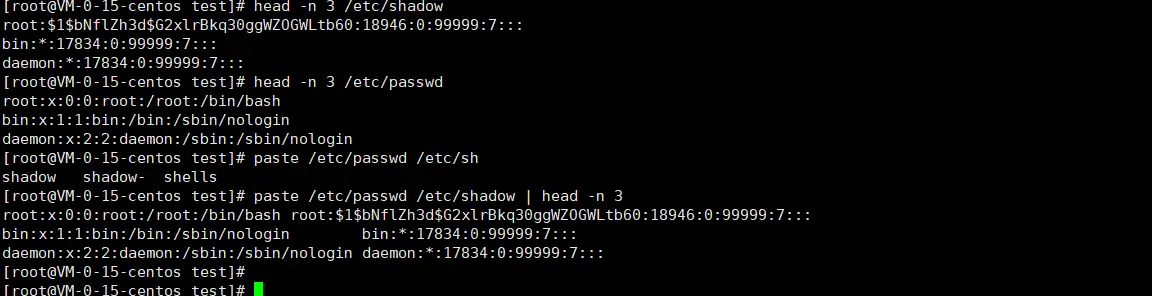 [root@VM-0-15-centos test]# head -n 3 /etc/shadow
root:$1$bNflZh3d$G2xlrBkq30ggWZOGWLtb60:18946:0:99999:7:::
bin:*:17834:0:99999:7:::
daemon:*:17834:0:99999:7:::
[root@VM-0-15-centos test]# head -n 3 /etc/passwd
root:x:0:0:root:/root:/bin/bash
bin:x:1:1:bin:/bin:/sbin/nologin
daemon:x:2:2:daemon:/sbin:/sbin/nologin
[root@VM-0-15-centos test]# paste /etc/passwd /etc/sh
shadow   shadow-  shells
[root@VM-0-15-centos test]# paste /etc/passwd /etc/shadow | head -n 3
root:x:0:0:root:/root:/bin/bash root:$1$bNflZh3d$G2xlrBkq30ggWZOGWLtb60:18946:0:99999:7:::
bin:x:1:1:bin:/bin:/sbin/nologin        bin:*:17834:0:99999:7:::
daemon:x:2:2:daemon:/sbin:/sbin/nologin daemon:*:17834:0:99999:7:::
[root@VM-0-15-centos test]#
[root@VM-0-15-centos test]#